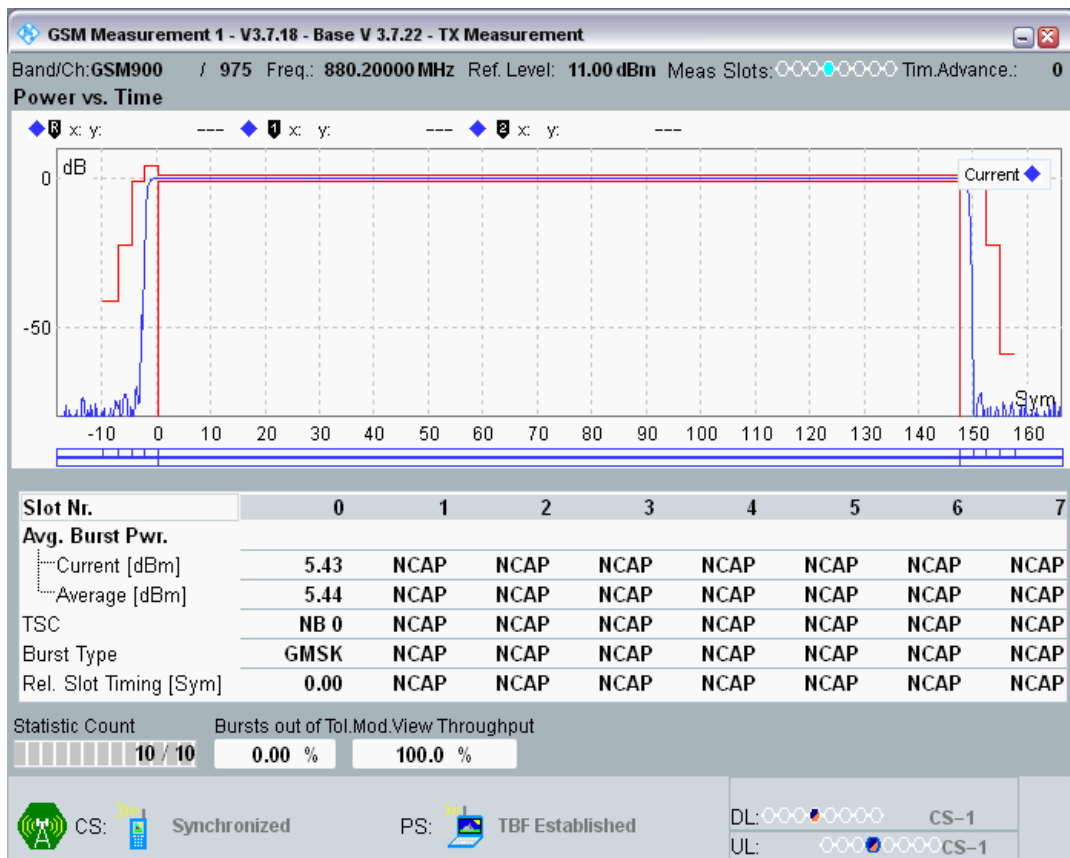 GSM Measurement 1 - V3.7.18 - Base V 3.7.22 - TX Measurement
Band/Ch:GSM900 / 975 Freq.: 880.20000 MHz Ref. Level: 11.00 dBm Meas Slots: Tim.Advance.: 0
Power vs. Time
R x: y: --- 1 x: y: --- 2 x: y: ---
dB
Current
0
-50
Sym
-10 0 10 20 30 40 50 60 70 80 90 100 110 120 130 140 150 160
Slot Nr. 0 1 2 3 4 5 6 7
Avg. Burst Pwr.
Current [dBm] 5.43 NCAP NCAP NCAP NCAP NCAP NCAP NCAP
Average [dBm] 5.44 NCAP NCAP NCAP NCAP NCAP NCAP NCAP
TSC NB 0 NCAP NCAP NCAP NCAP NCAP NCAP NCAP
Burst Type GMSK NCAP NCAP NCAP NCAP NCAP NCAP NCAP
Rel. Slot Timing [Sym] 0.00 NCAP NCAP NCAP NCAP NCAP NCAP NCAP
Statistic Count Bursts out of Tol.Mod.View Throughput
10 / 10 0.00 % 100.0 %
CS: Synchronized PS: TBF Established DL: CS-1
UL: CS-1